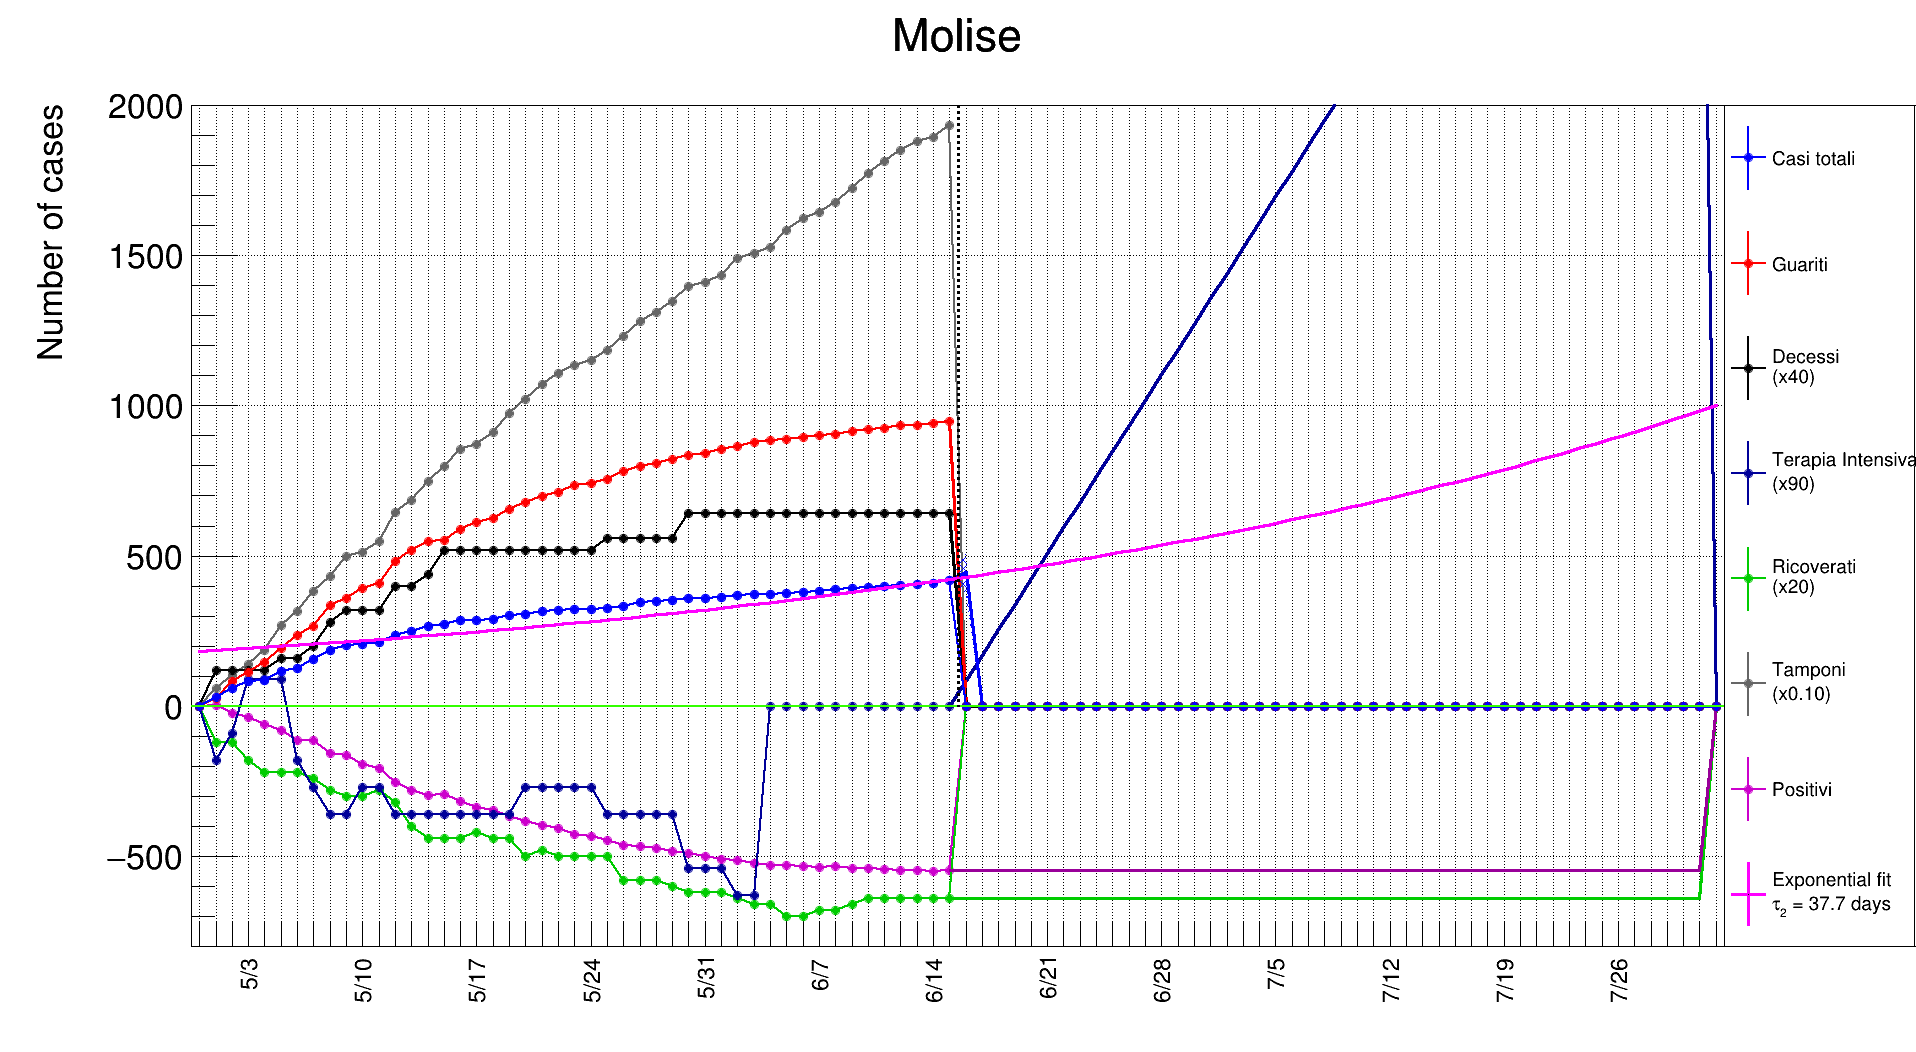 Molise
Number of cases
2000
1500
1000
500
0
−500
5/3
5/10
5/17
5/24
5/31
6/7
6/14
6/21
6/28
7/5
7/12
7/19
7/26
Casi totali
Guariti
Decessi
(x40)
Terapia Intensiva
(x90)
Ricoverati
(x20)
Tamponi
(x0.10)
Positivi
Exponential fit
τ2 = 37.7 days